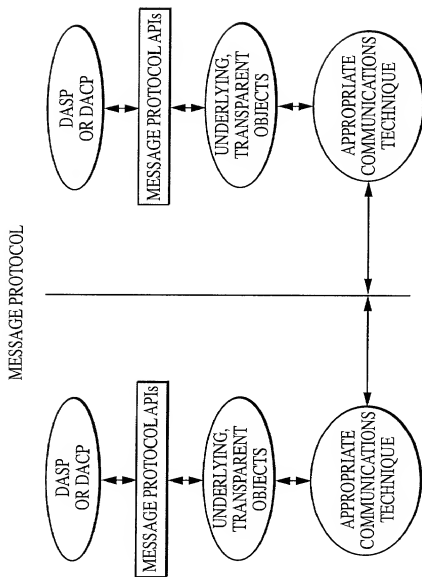 MESSAGE PROTOCOL
DASP
OR DACP
MESSAGE PROTOCOL APIs
UNDERLYING,
TRANSPARENT
OBJECTS
APPROPRIATE
COMMUNICATIONS
TECHNIQUE
DASP
OR DACP
MESSAGE PROTOCOL APIs
UNDERLYING,
TRANSPARENT
OBJECTS
APPROPRIATE
COMMUNICATIONS
TECHNIQUE